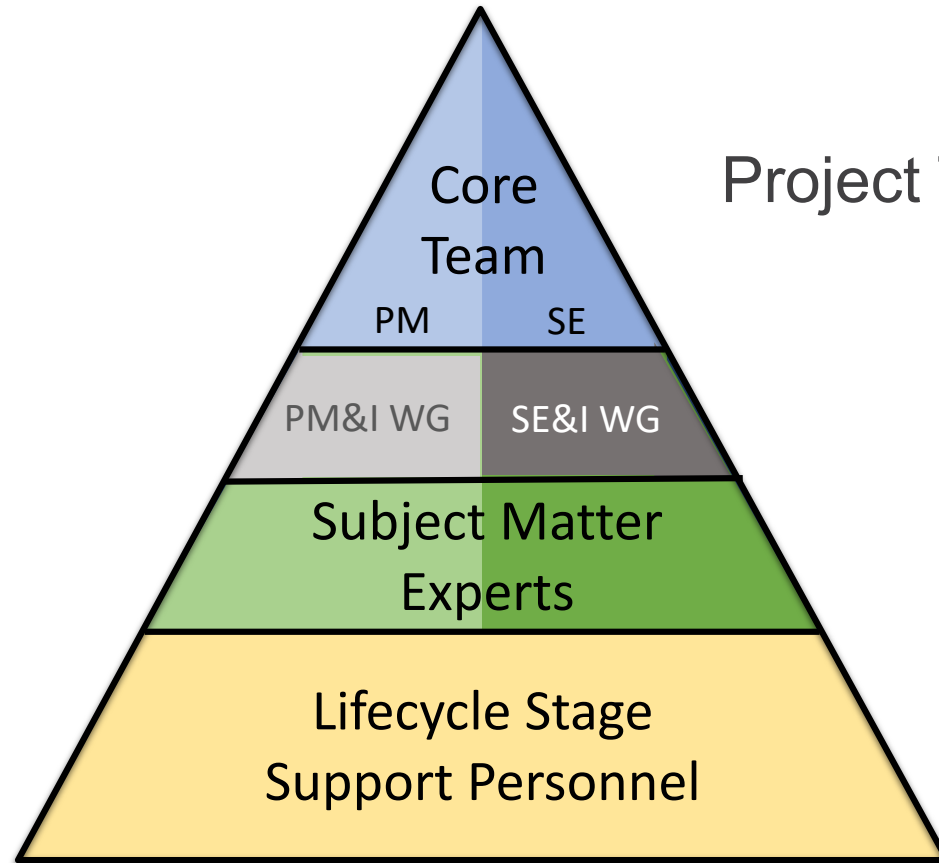 Core
Team
Project
PM SE
PM&I WG SE&I WG
Subject Matter
Experts
Lifecycle Stage
Support Personnel